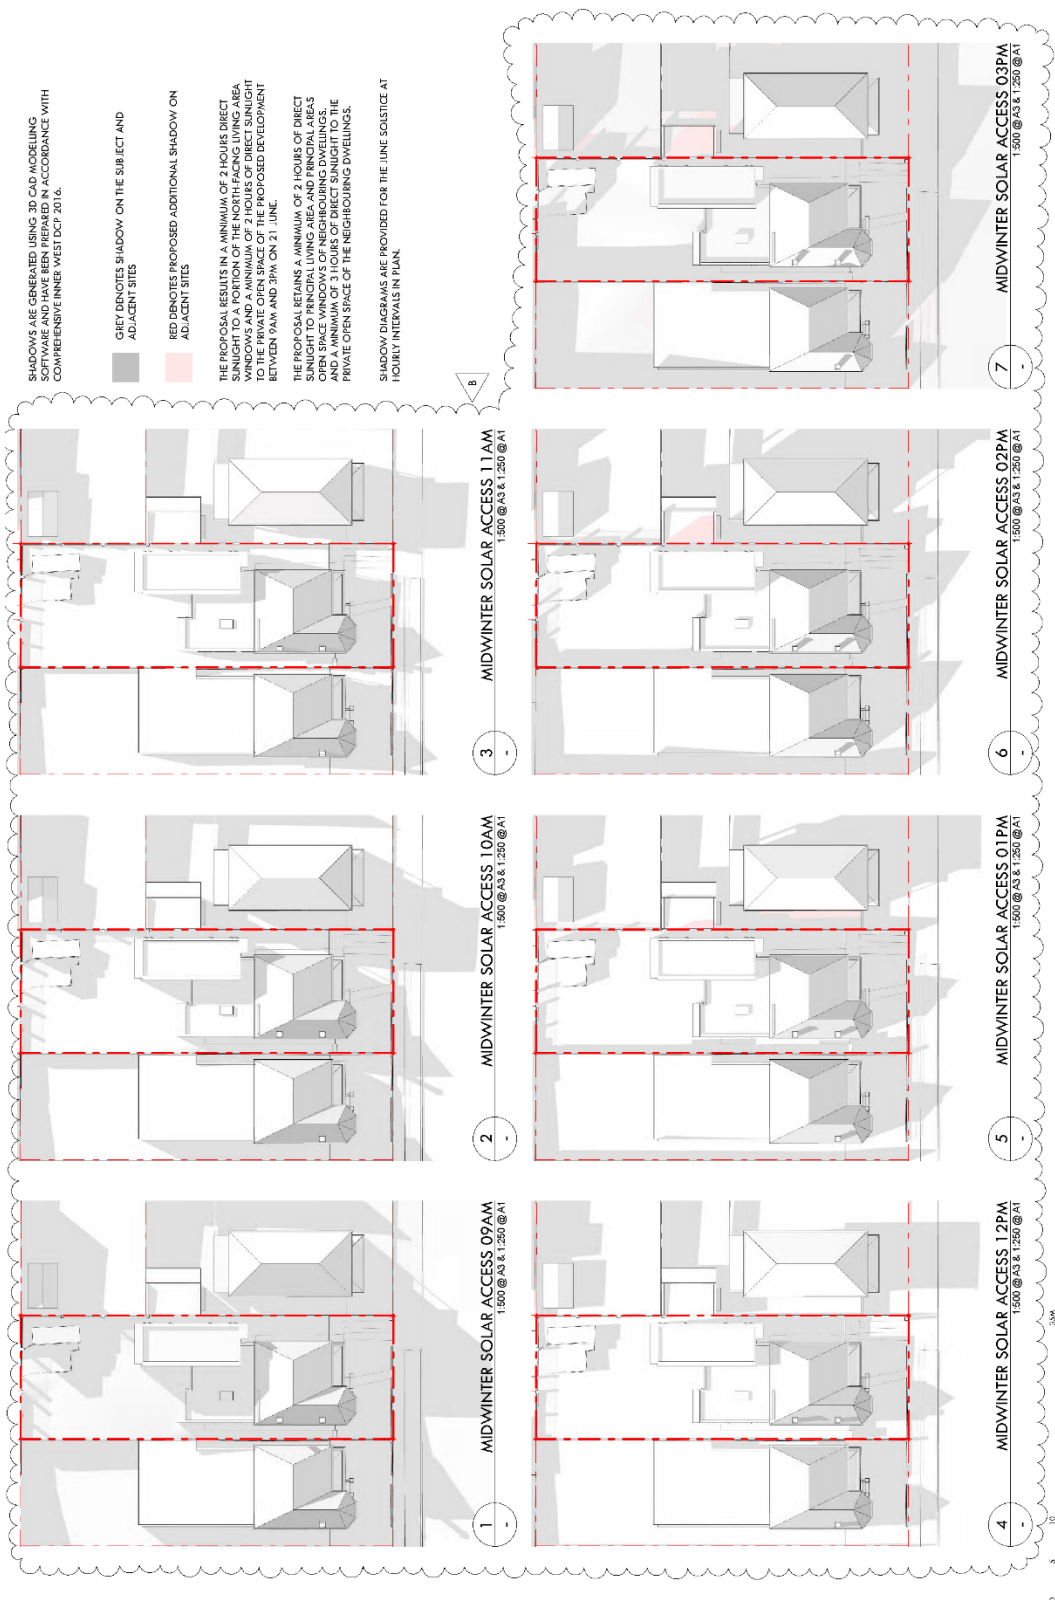 SHADOWS ARE GENERATED USING 3D CAD MODELING
SOFTWARE AND HAVE BEEN PREPARED IN ACCORDANCE WITH
COMPREHENSIVE INNER WEST DCP 2016.
GREY DENOTES SHADOW ON THE SUBJECT AND
ADJACENT SITES
RED DENOTES PROPOSED ADDITIONAL SHADOW ON
ADJACENT SITES
THE PROPOSAL RESULTS IN A MINIMUM OF 2 HOURS DIRECT
SUNLIGHT TO A PORTION OF THE NORTH-FACING LIVING AREA
WINDOWS AND A MINIMUM OF 2 HOURS OF DIRECT SUNLIGHT
TO THE PRIVATE OPEN SPACE OF THE PROPOSED DEVELOPMENT
BETWEEN 9AM AND 3PM ON 21 JUNE.
THE PROPOSAL RETAINS A MINIMUM OF 2 HOURS OF DIRECT
SUNLIGHT TO PRINCIPAL LIVING AREA AND PRINCIPAL AREAS
OPEN SPACE WINDOWS OF NEIGHBOURING DWELLINGS.
AND A MINIMUM OF 3 HOURS OF DIRECT SUNLIGHT TO THE
PRIVATE OPEN SPACE OF THE NEIGHBOURING DWELLINGS.
SHADOW DIAGRAMS ARE PROVIDED FOR THE JUNE SOLSTICE AT
HOURLY INTERVALS IN PLAN.
B
1
-
MIDWINTER SOLAR ACCESS 09AM
1:500 @ A3 & 1:250 @ A1
2
-
MIDWINTER SOLAR ACCESS 10AM
1:500 @ A3 & 1:250 @ A1
3
-
MIDWINTER SOLAR ACCESS 11AM
1:500 @ A3 & 1:250 @ A1
4
-
MIDWINTER SOLAR ACCESS 12PM
1:500 @ A3 & 1:250 @ A1
5
-
MIDWINTER SOLAR ACCESS 01PM
1:500 @ A3 & 1:250 @ A1
6
-
MIDWINTER SOLAR ACCESS 02PM
1:500 @ A3 & 1:250 @ A1
7
-
MIDWINTER SOLAR ACCESS 03PM
1:500 @ A3 & 1:250 @ A1
5 10 35M